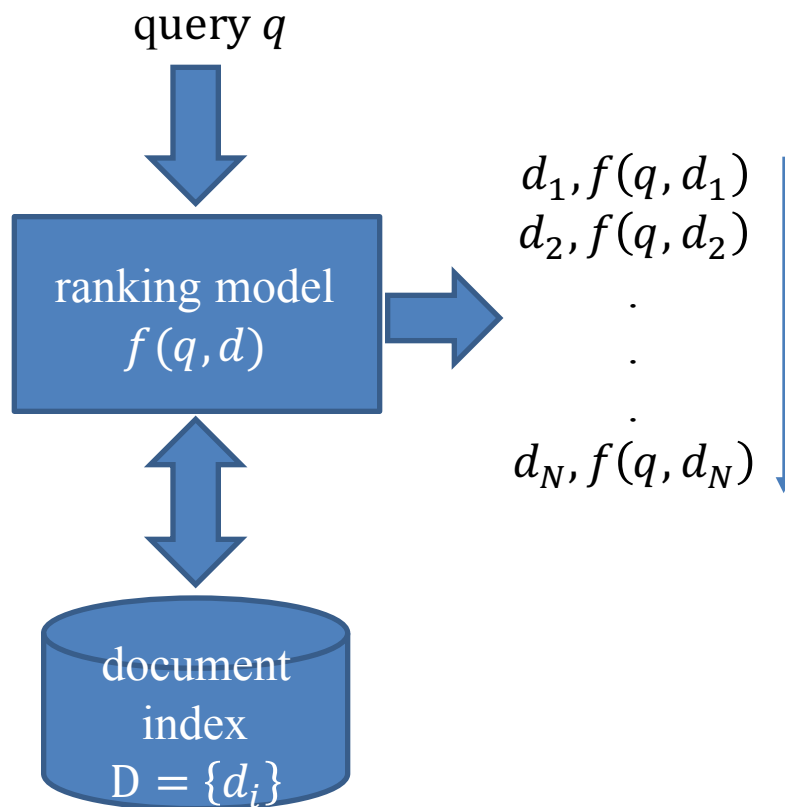 query q
ranking model
f(q, d)
document
index
D = {d_i}
d_1, f(q, d_1)
d_2, f(q, d_2)
.
.
.
d_N, f(q, d_N)